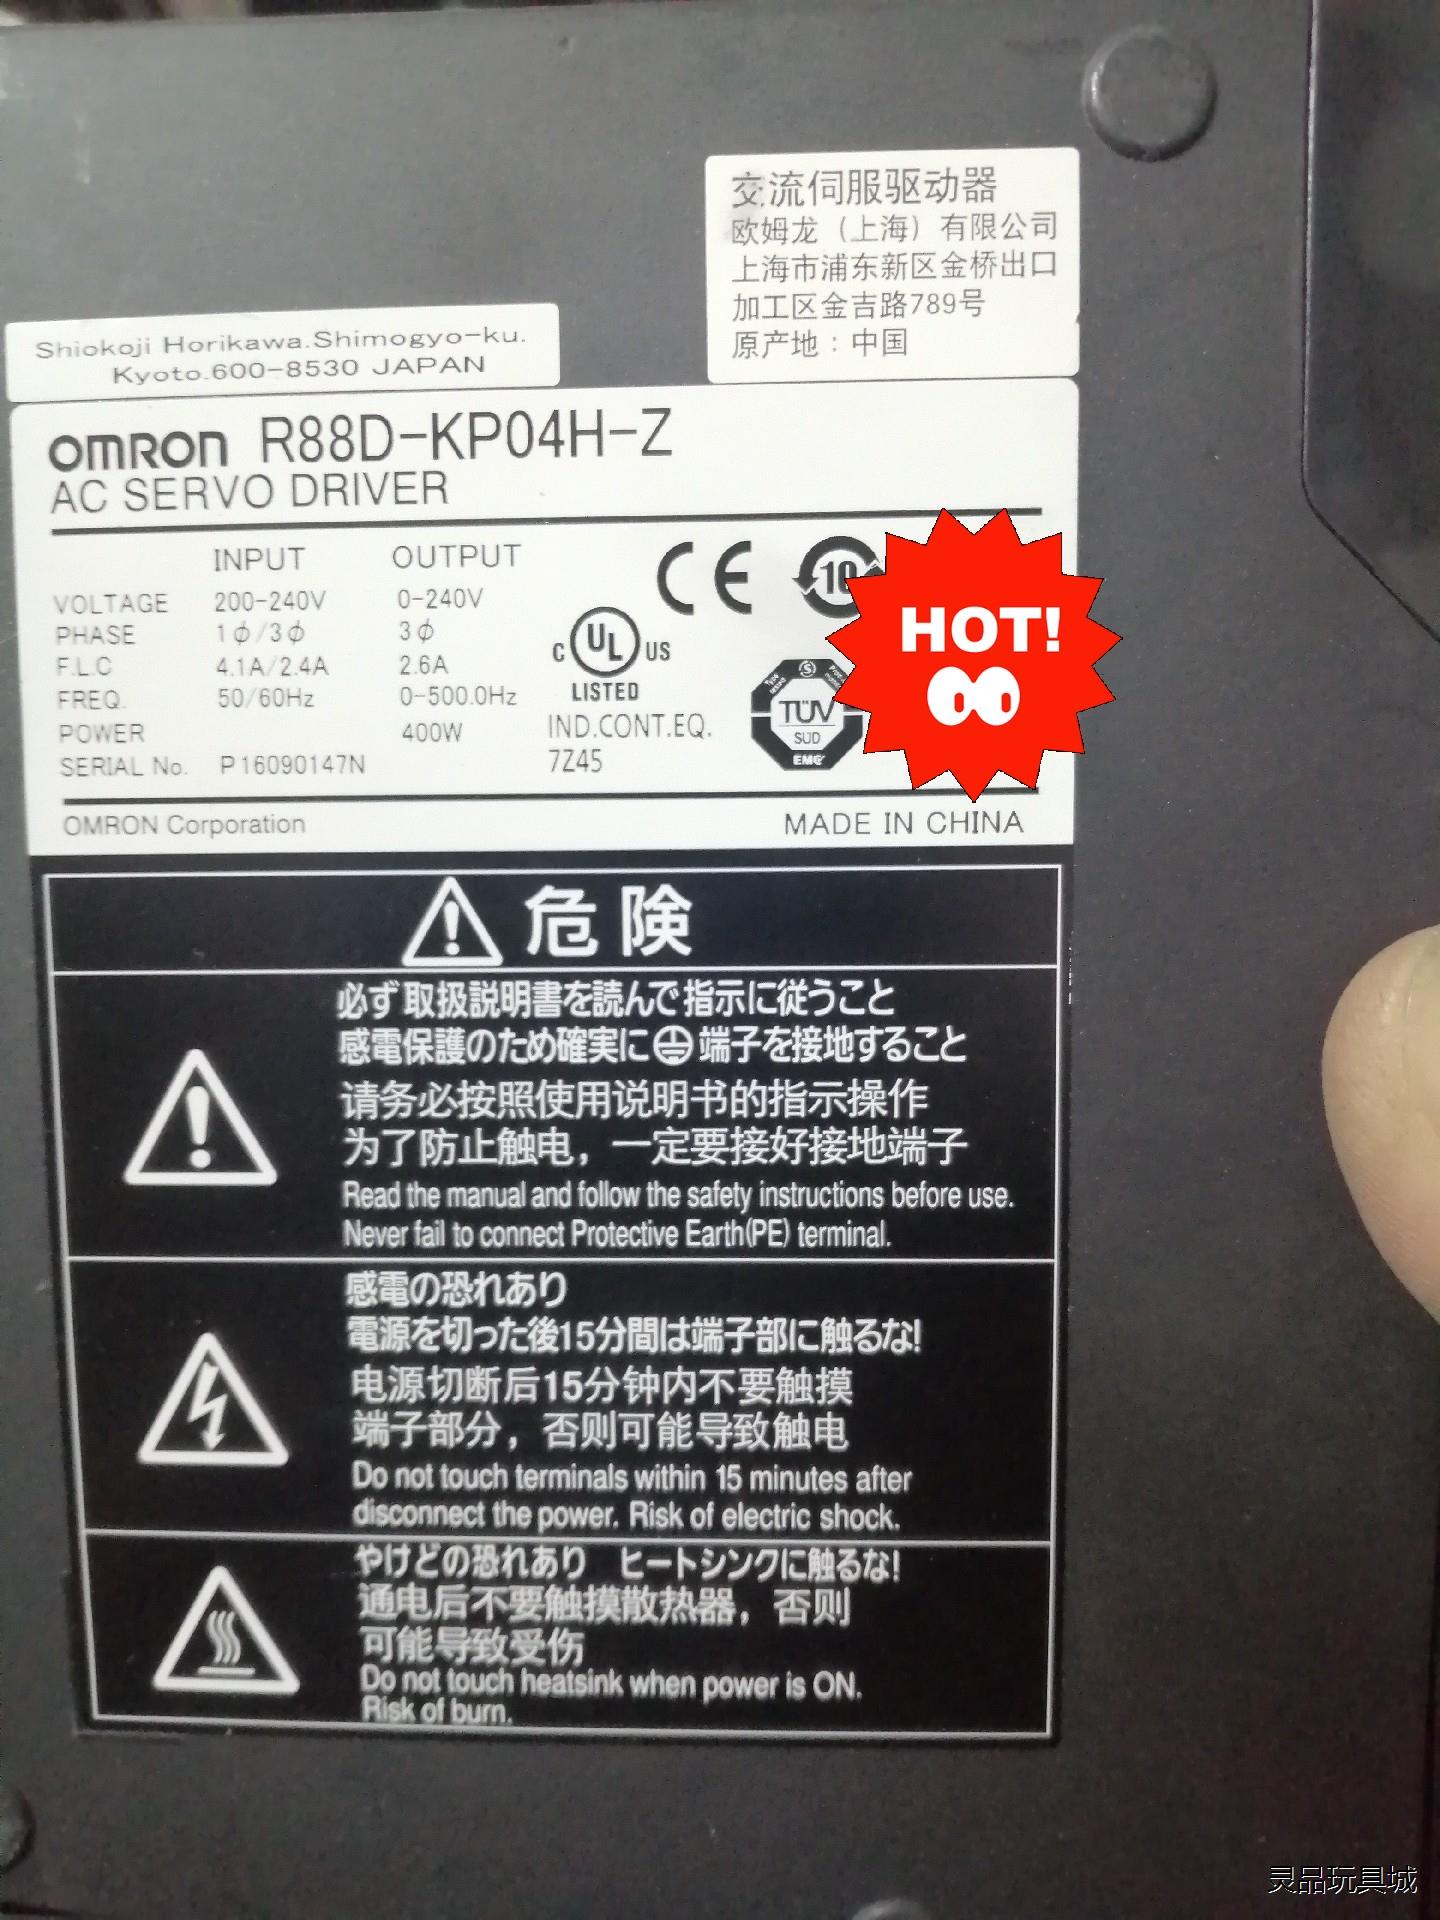 交流伺服驱动器
欧姆龙（上海）有限公司
上海市浦东新区金桥出口
加工区金吉路789号
原产地：中国
Shiokoji Horikawa.Shimogyo-ku.
Kyoto.600-8530 JAPAN
OMRON R88D-KP04H-Z
AC SERVO DRIVER
INPUT OUTPUT
VOLTAGE 200-240V 0-240V
PHASE 1ϕ/3ϕ 3ϕ
F.L.C 4.1A/2.4A 2.6A
FREQ. 50/60Hz 0-500.0Hz
POWER 400W
SERIAL No. P16090147N
CE
10
C UL US
LISTED
IND.CONT.EQ.
7Z45
TÜV
SÜD
EMC
HOT!
OMRON Corporation MADE IN CHINA
危険
必ず取扱説明書を読んで指示に従うこと
感電保護のため確実に⏚端子を接地すること
请务必按照使用说明书的指示操作
为了防止触电，一定要接好接地端子
Read the manual and follow the safety instructions before use.
Never fail to connect Protective Earth(PE) terminal.
感電の恐れあり
電源を切った後15分間は端子部に触るな!
电源切断后15分钟内不要触摸
端子部分，否则可能导致触电
Do not touch terminals within 15 minutes after
disconnect the power. Risk of electric shock.
やけどの恐れあり ヒートシンクに触るな!
通电后不要触摸散热器，否则
可能导致受伤
Do not touch heatsink when power is ON.
Risk of burn.
灵品玩具城